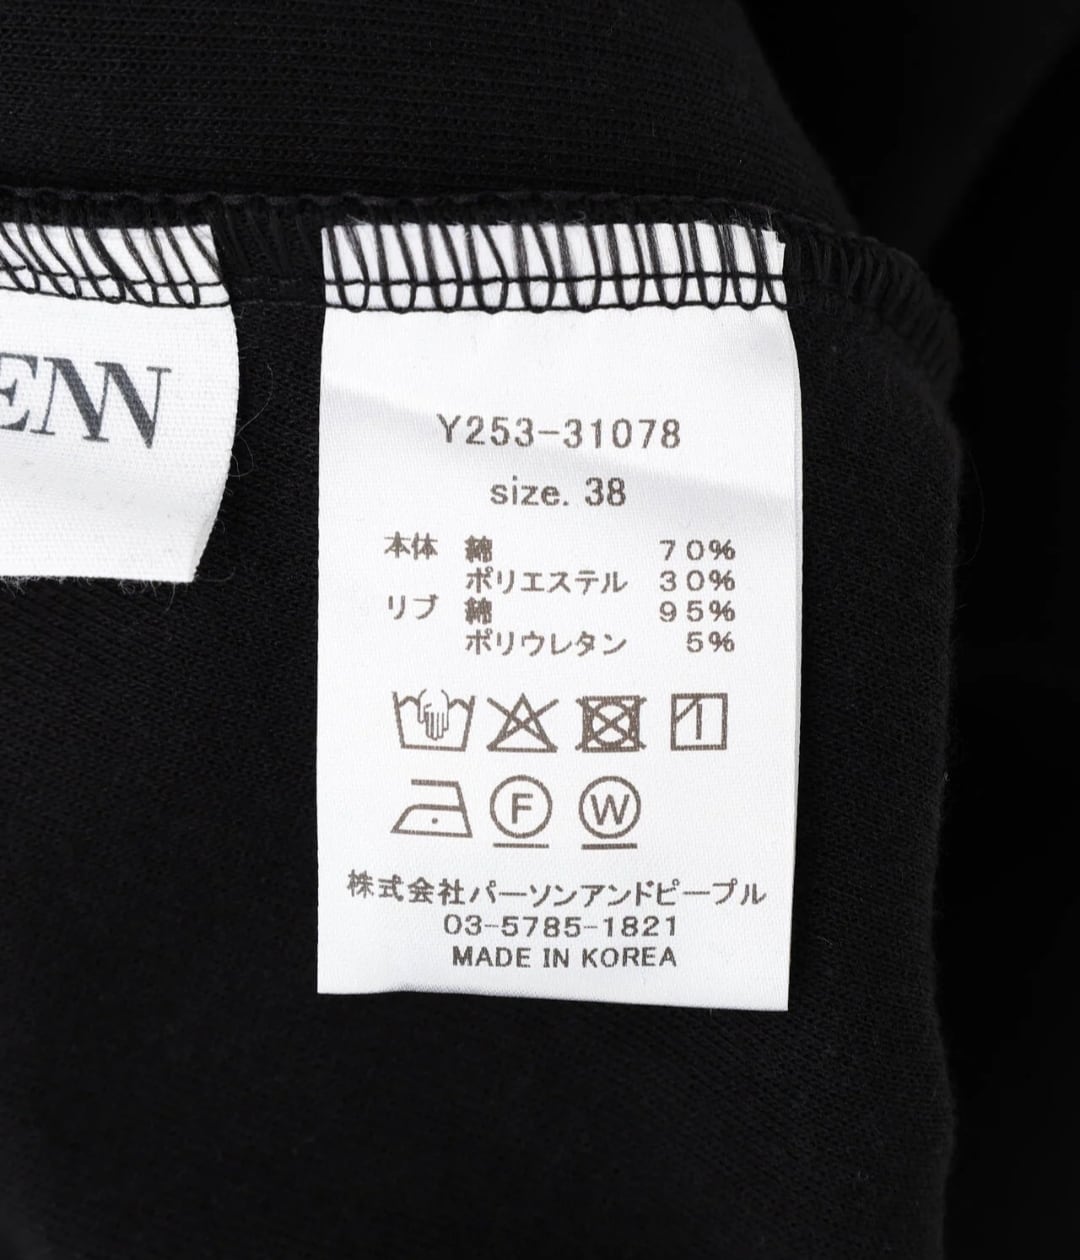 ENN
Y253-31078
size. 38
本体 綿 70%
ポリエステル 30%
リブ 綿 95%
ポリウレタン 5%
F W
株式会社パーソンアンドピープル
03-5785-1821
MADE IN KOREA